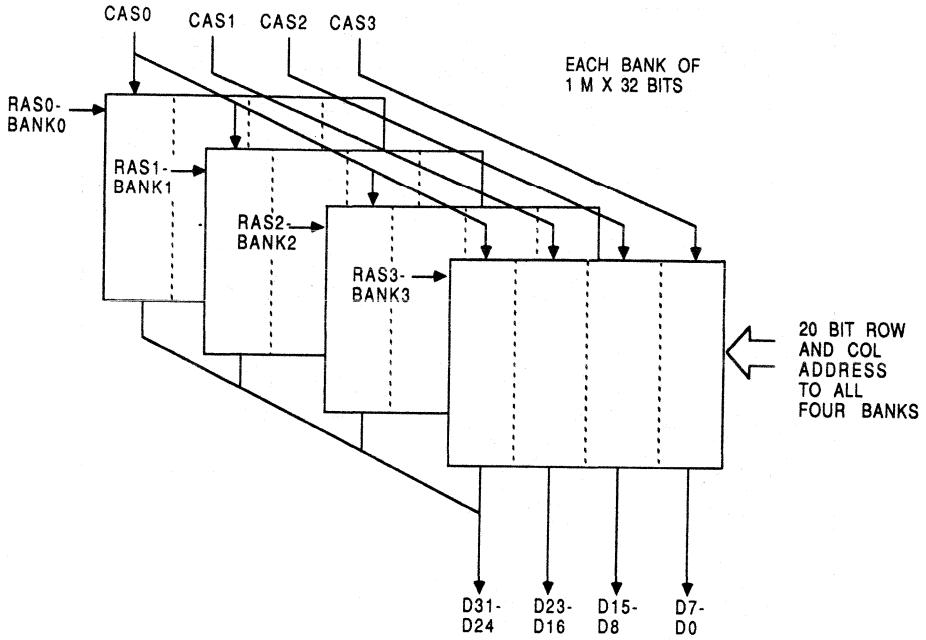 CAS0
CAS1
CAS2
CAS3
EACH BANK OF
1 M X 32 BITS
RAS0-
BANK0
RAS1-
BANK1
RAS2-
BANK2
RAS3-
BANK3
20 BIT ROW
AND COL
ADDRESS
TO ALL
FOUR BANKS
D31-
D24
D23-
D16
D15-
D8
D7-
D0